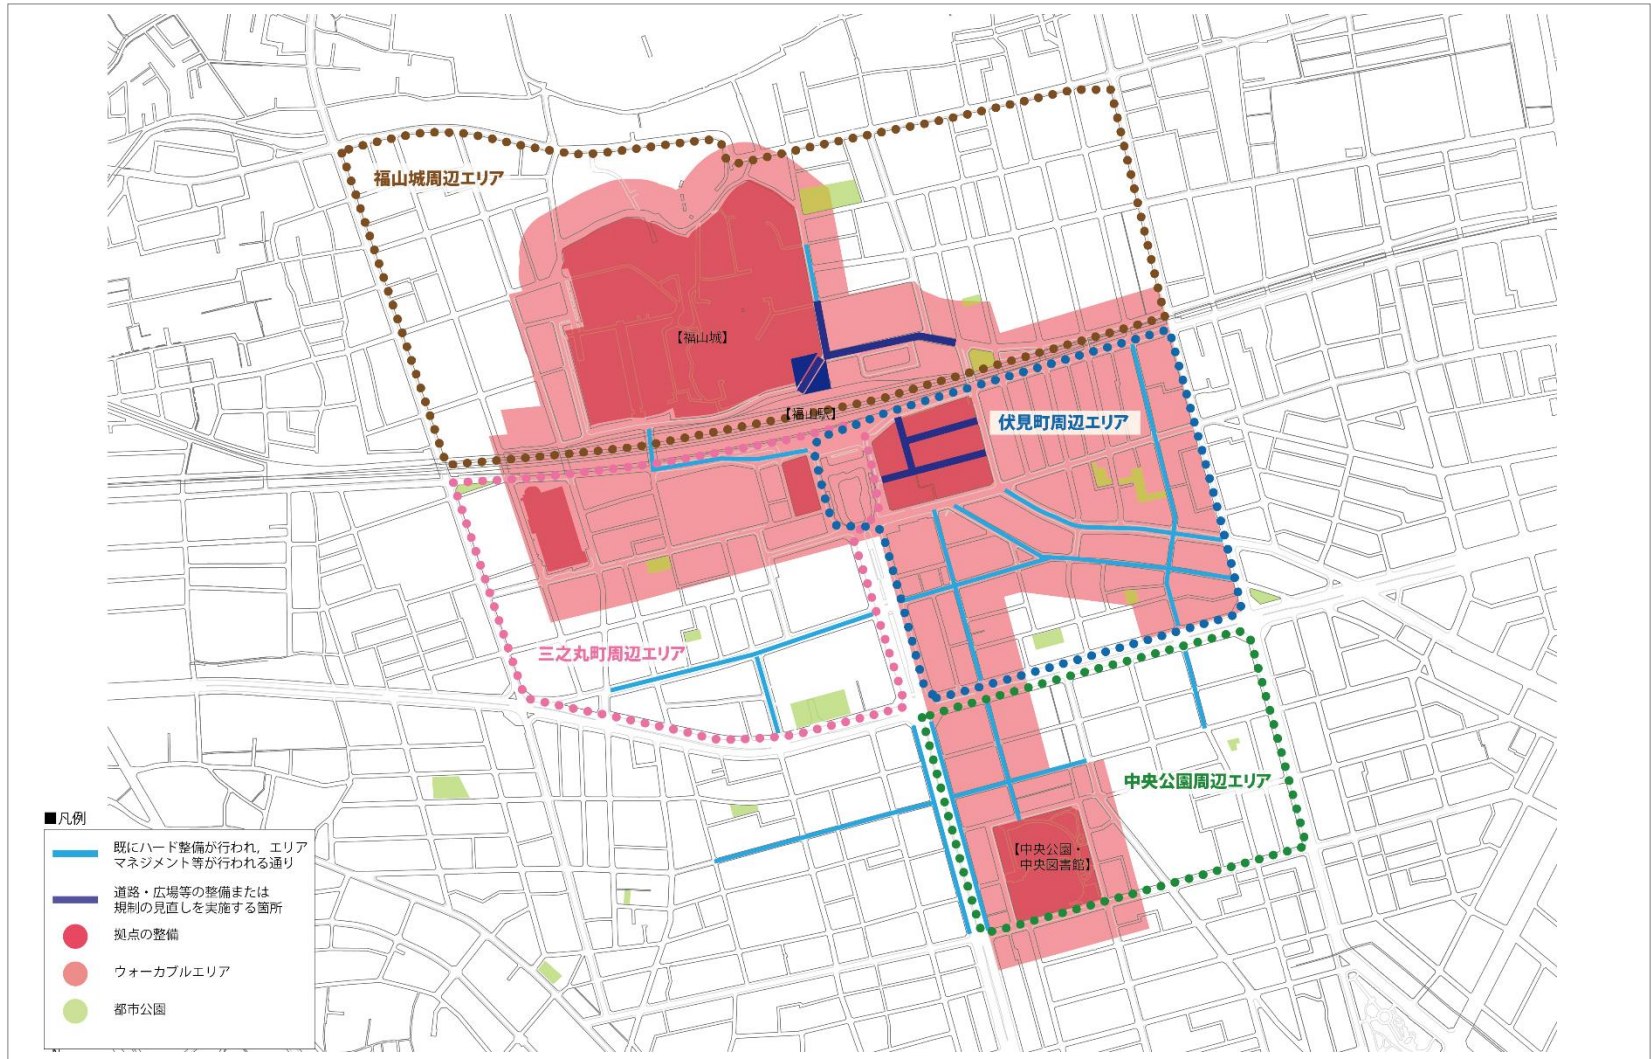 福山城周辺エリア
【福山城】
【福山駅】
伏見町周辺エリア
三之丸町周辺エリア
中央公園周辺エリア
【中央公園・
中央図書館】
■凡例
既にハード整備が行われ，エリア
マネジメント等が行われる通り
道路・広場等の整備または
規制の見直しを実施する箇所
拠点の整備
ウォーカブルエリア
都市公園